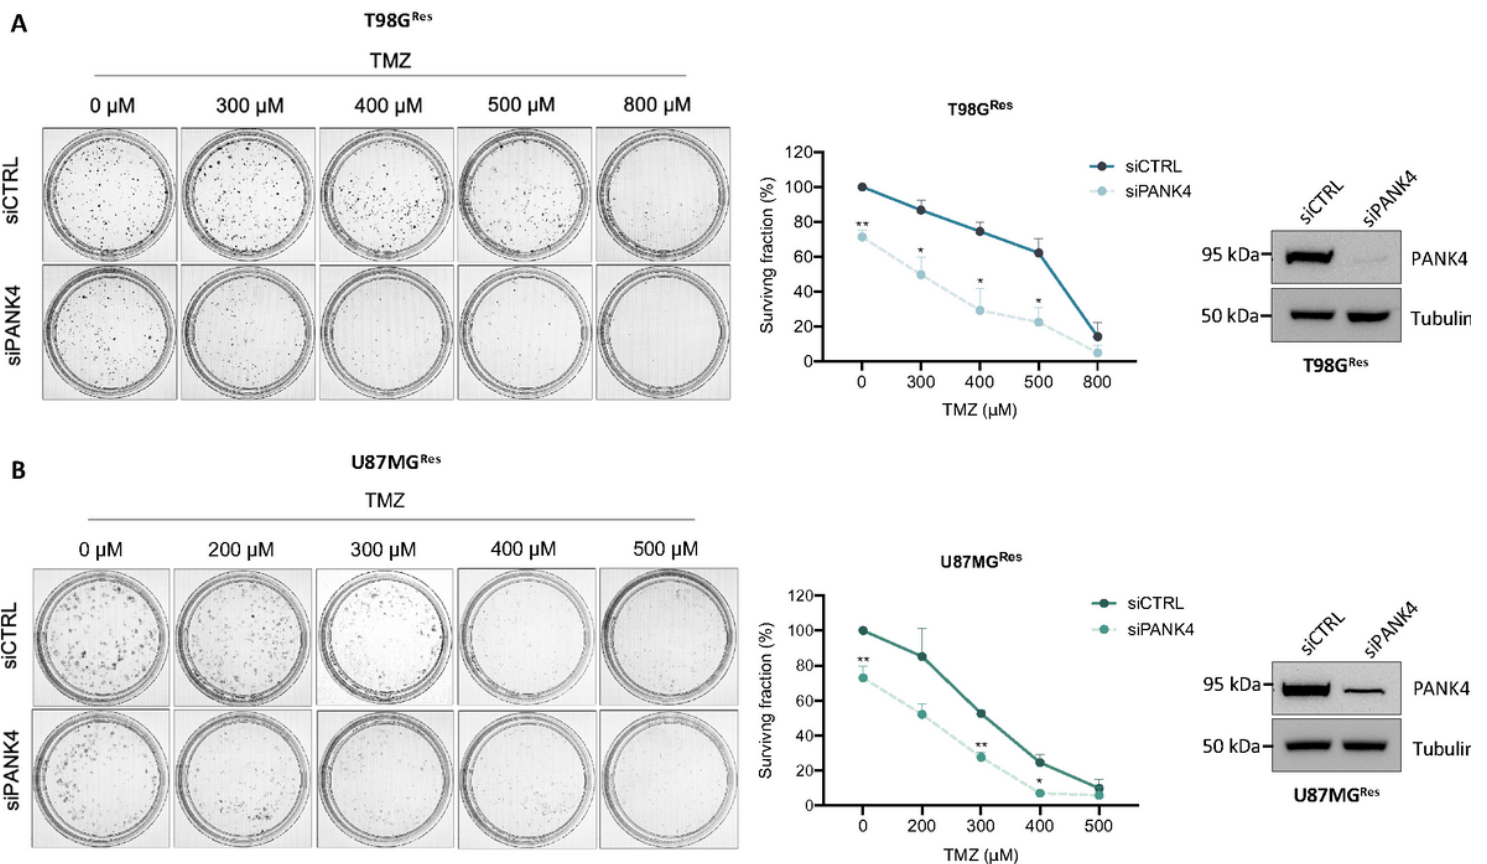 A
T98GRes
TMZ
0 µM 300 µM 400 µM 500 µM 800 µM
siCTRL
siPANK4
T98GRes
siCTRL
siPANK4
Survivng fraction (%)
120
100
80
60
40
20
0
**
*
*
*
0 300 400 500 800
TMZ (µM)
siCTRL siPANK4
95 kDa PANK4
50 kDa Tubulin
T98GRes
B
U87MGRes
TMZ
0 µM 200 µM 300 µM 400 µM 500 µM
siCTRL
siPANK4
U87MGRes
siCTRL
siPANK4
Survivng fraction (%)
120
100
80
60
40
20
0
**
**
*
0 200 300 400 500
TMZ (µM)
siCTRL siPANK4
95 kDa PANK4
50 kDa Tubulin
U87MGRes